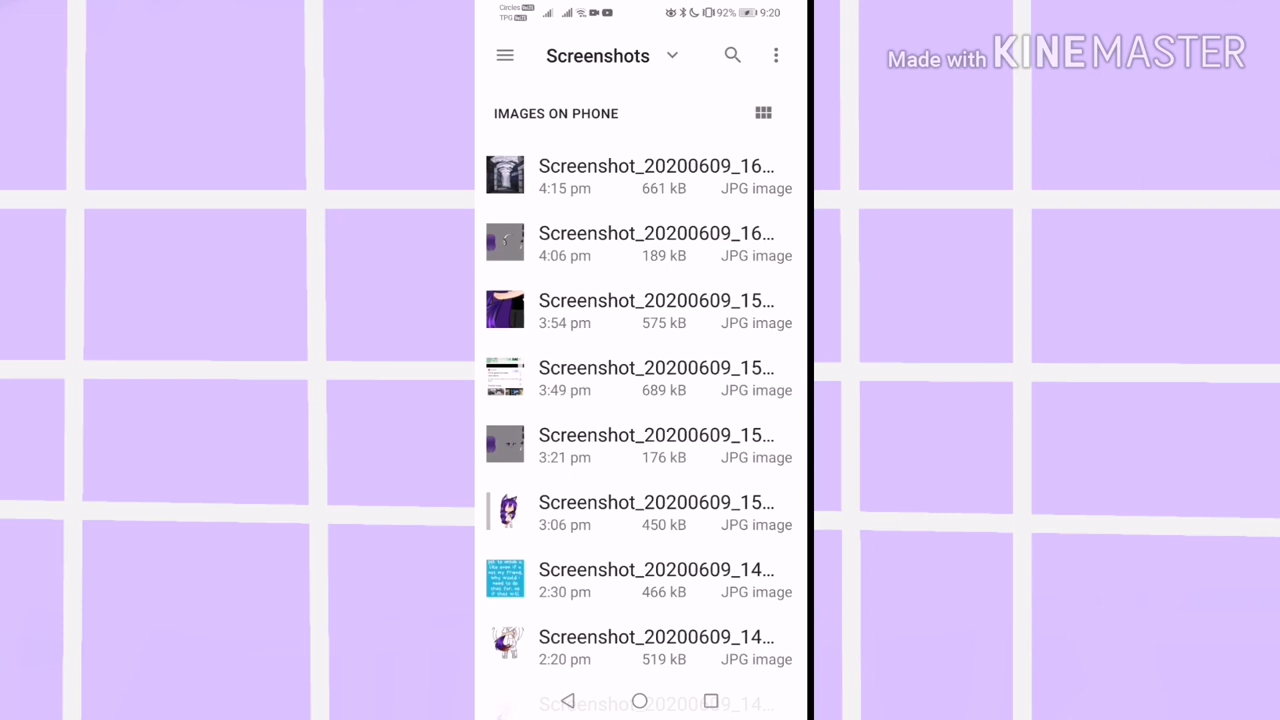 Circles VoLTE
TPG VoLTE
92% 9:20
Screenshots
Made with KINEMASTER
IMAGES ON PHONE
Screenshot_20200609_16...
4:15 pm 661 kB JPG image
Screenshot_20200609_16...
4:06 pm 189 kB JPG image
Screenshot_20200609_15...
3:54 pm 575 kB JPG image
Screenshot_20200609_15...
3:49 pm 689 kB JPG image
Screenshot_20200609_15...
3:21 pm 176 kB JPG image
Screenshot_20200609_15...
3:06 pm 450 kB JPG image
Screenshot_20200609_14...
2:30 pm 466 kB JPG image
Screenshot_20200609_14...
2:20 pm 519 kB JPG image
Screenshot_20200609_14...